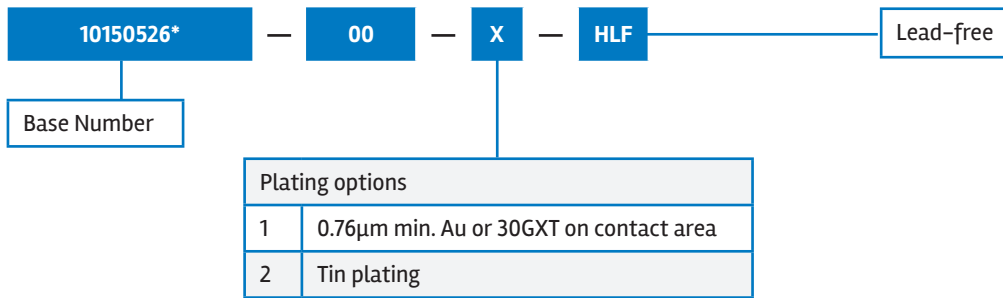 10150526* — 00 — X — HLF Lead-free
Base Number
Plating options
1 0.76µm min. Au or 30GXT on contact area
2 Tin plating